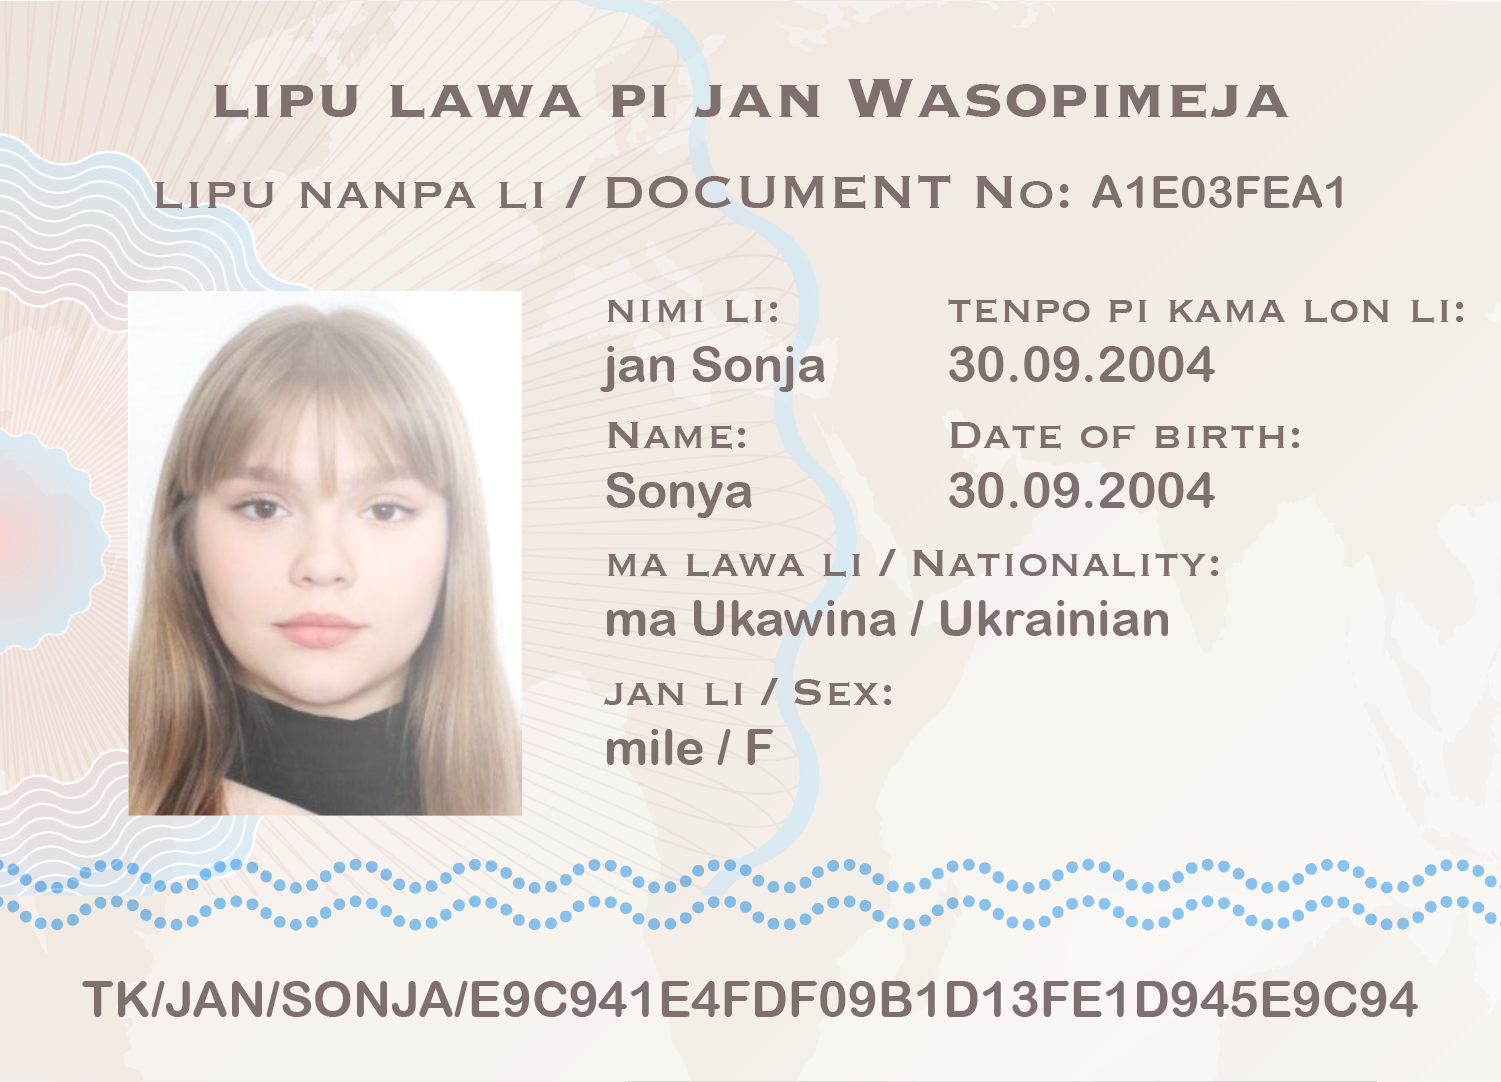 LIPU LAWA PI JAN WASOPIMEJA
LIPU NANPA LI / DOCUMENT NO: A1E03FEA1
NIMI LI:
jan Sonja
NAME:
Sonya
TENPO PI KAMA LON LI:
30.09.2004
DATE OF BIRTH:
30.09.2004
MA LAWA LI / NATIONALITY:
ma Ukawina / Ukrainian
JAN LI / SEX:
mile / F
TK/JAN/SONJA/E9C941E4FDF09B1D13FE1D945E9C94